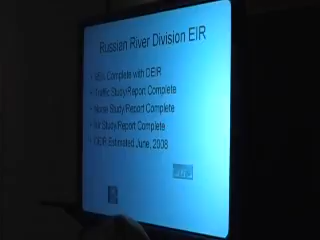 Russian River Division EIR
Complete with DEIR
Traffic Study/Report Complete
Noise Study/Report Complete
Air Study/Report Complete
DEIR Estimated June, 2008